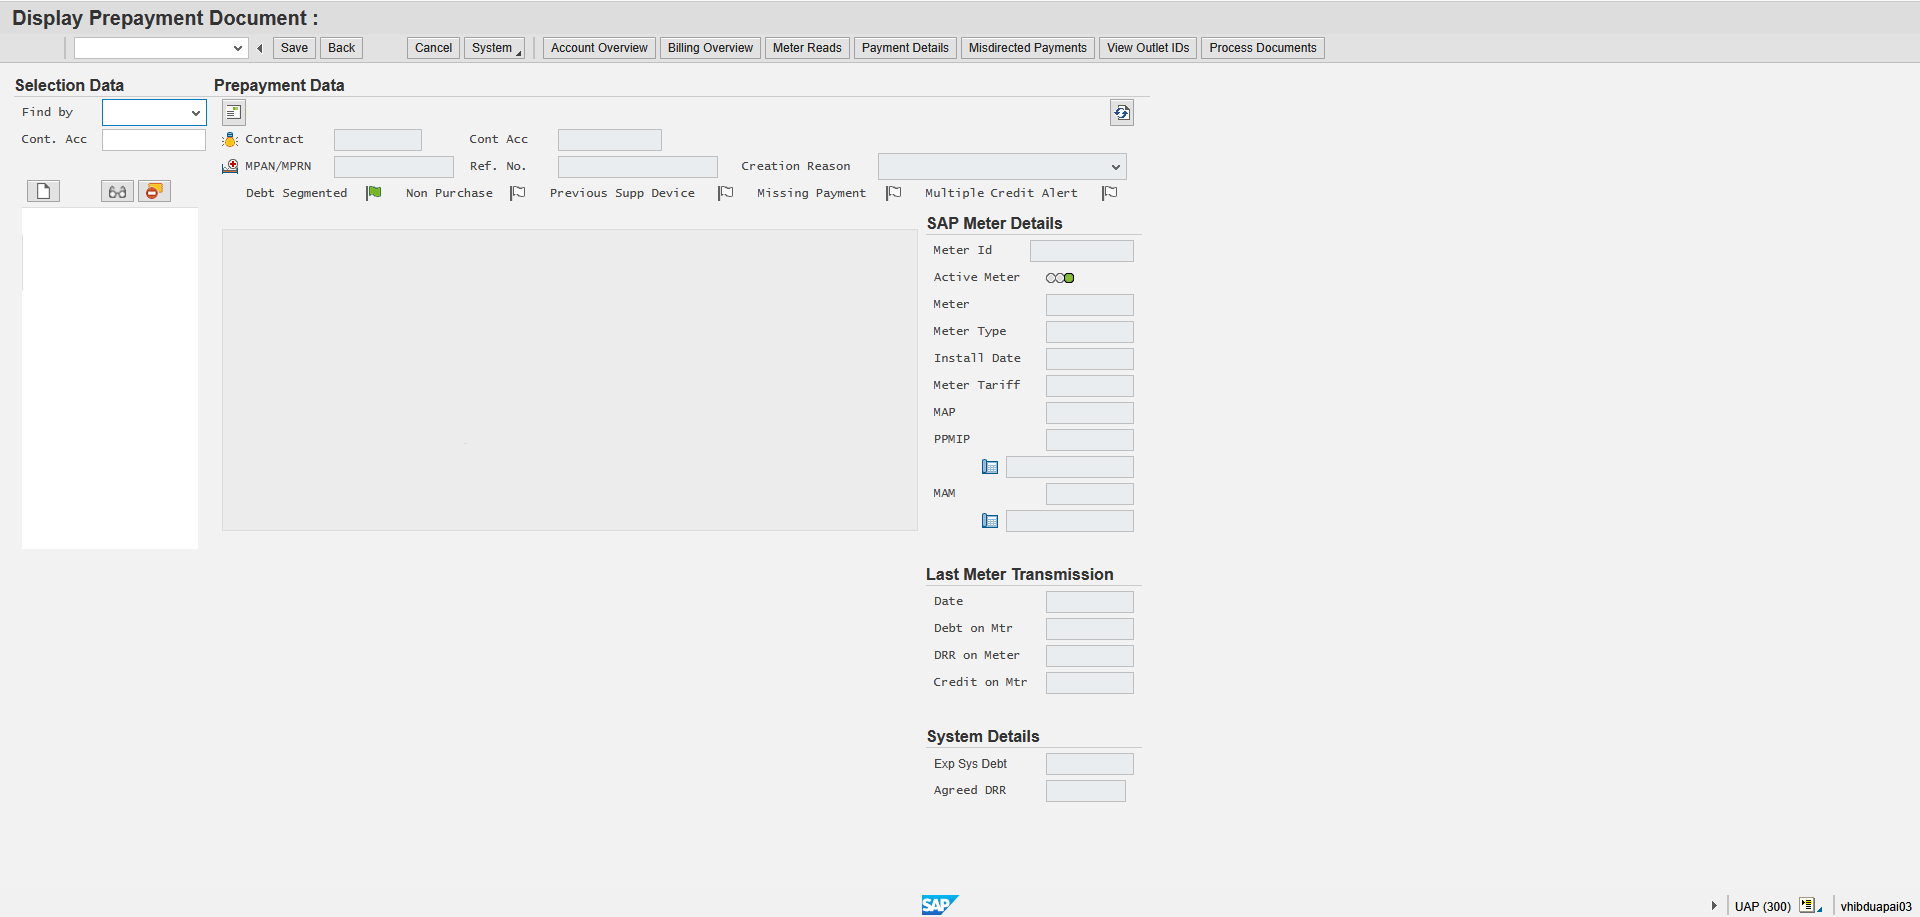 Display Prepayment Document :
Save Back Cancel System Account Overview Billing Overview Meter Reads Payment Details Misdirected Payments View Outlet IDs Process Documents
Selection Data
Find by
Cont. Acc
Prepayment Data
Contract Cont Acc
MPAN/MPRN Ref. No. Creation Reason
Debt Segmented Non Purchase Previous Supp Device Missing Payment Multiple Credit Alert
SAP Meter Details
Meter Id
Active Meter
Meter
Meter Type
Install Date
Meter Tariff
MAP
PPMIP
MAM
Last Meter Transmission
Date
Debt on Mtr
DRR on Meter
Credit on Mtr
System Details
Exp Sys Debt
Agreed DRR
SAP
UAP (300) vhibduapai03